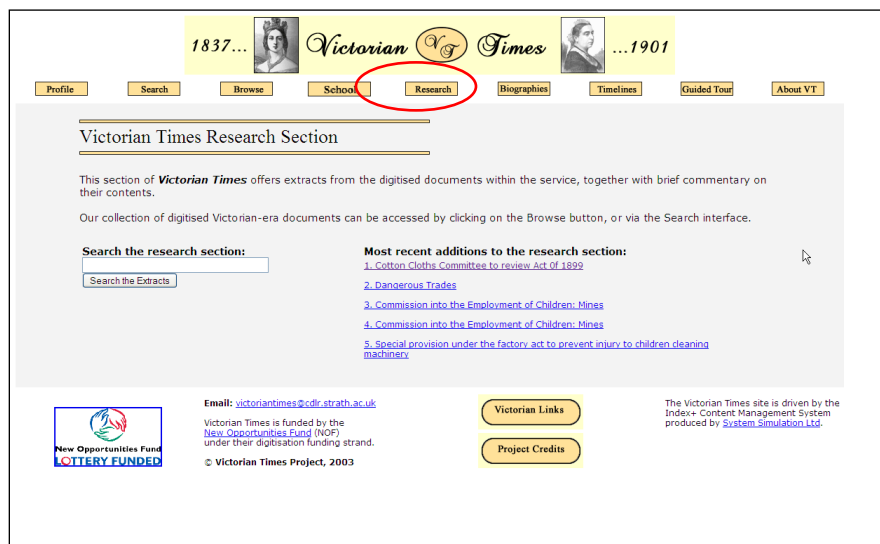 1837... Victorian VT Times ...1901
Profile Search Browse School Research Biographies Timelines Guided Tour About VT
Victorian Times Research Section
This section of Victorian Times offers extracts from the digitised documents within the service, together with brief commentary on
their contents.
Our collection of digitised Victorian-era documents can be accessed by clicking on the Browse button, or via the Search interface.
Search the research section:
Search the Extracts
Most recent additions to the research section:
1. Cotton Cloths Committee to review Act 0f 1899
2. Dangerous Trades
3. Commission into the Employment of Children: Mines
4. Commission into the Employment of Children: Mines
5. Special provision under the factory act to prevent injury to children cleaning
machinery
New Opportunities Fund
LOTTERY FUNDED
Email: victoriantimes@cdlr.strath.ac.uk
Victorian Times is funded by the
New Opportunities Fund (NOF)
under their digitisation funding strand.
© Victorian Times Project, 2003
Victorian Links
Project Credits
The Victorian Times site is driven by the
Index+ Content Management System
produced by System Simulation Ltd.